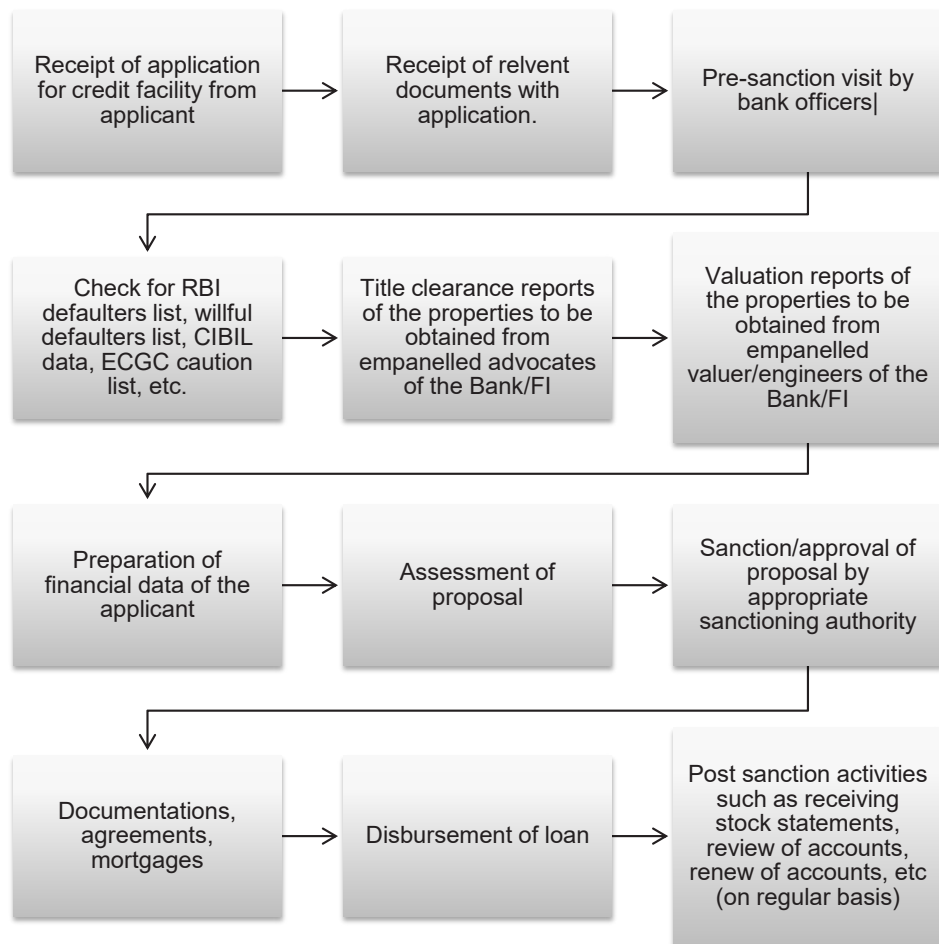 Receipt of application
for credit facility from
applicant
Receipt of relvent
documents with
application.
Pre-sanction visit by
bank officers|
Check for RBI
defaulters list, willful
defaulters list, CIBIL
data, ECGC caution
list, etc.
Title clearance reports
of the properties to be
obtained from
empanelled advocates
of the Bank/FI
Valuation reports of
the properties to be
obtained from
empanelled
valuer/engineers of the
Bank/FI
Preparation of
financial data of the
applicant
Assessment of
proposal
Sanction/approval of
proposal by
appropriate
sanctioning authority
Documentations,
agreements,
mortgages
Disbursement of loan
Post sanction activities
such as receiving
stock statements,
review of accounts,
renew of accounts, etc
(on regular basis)